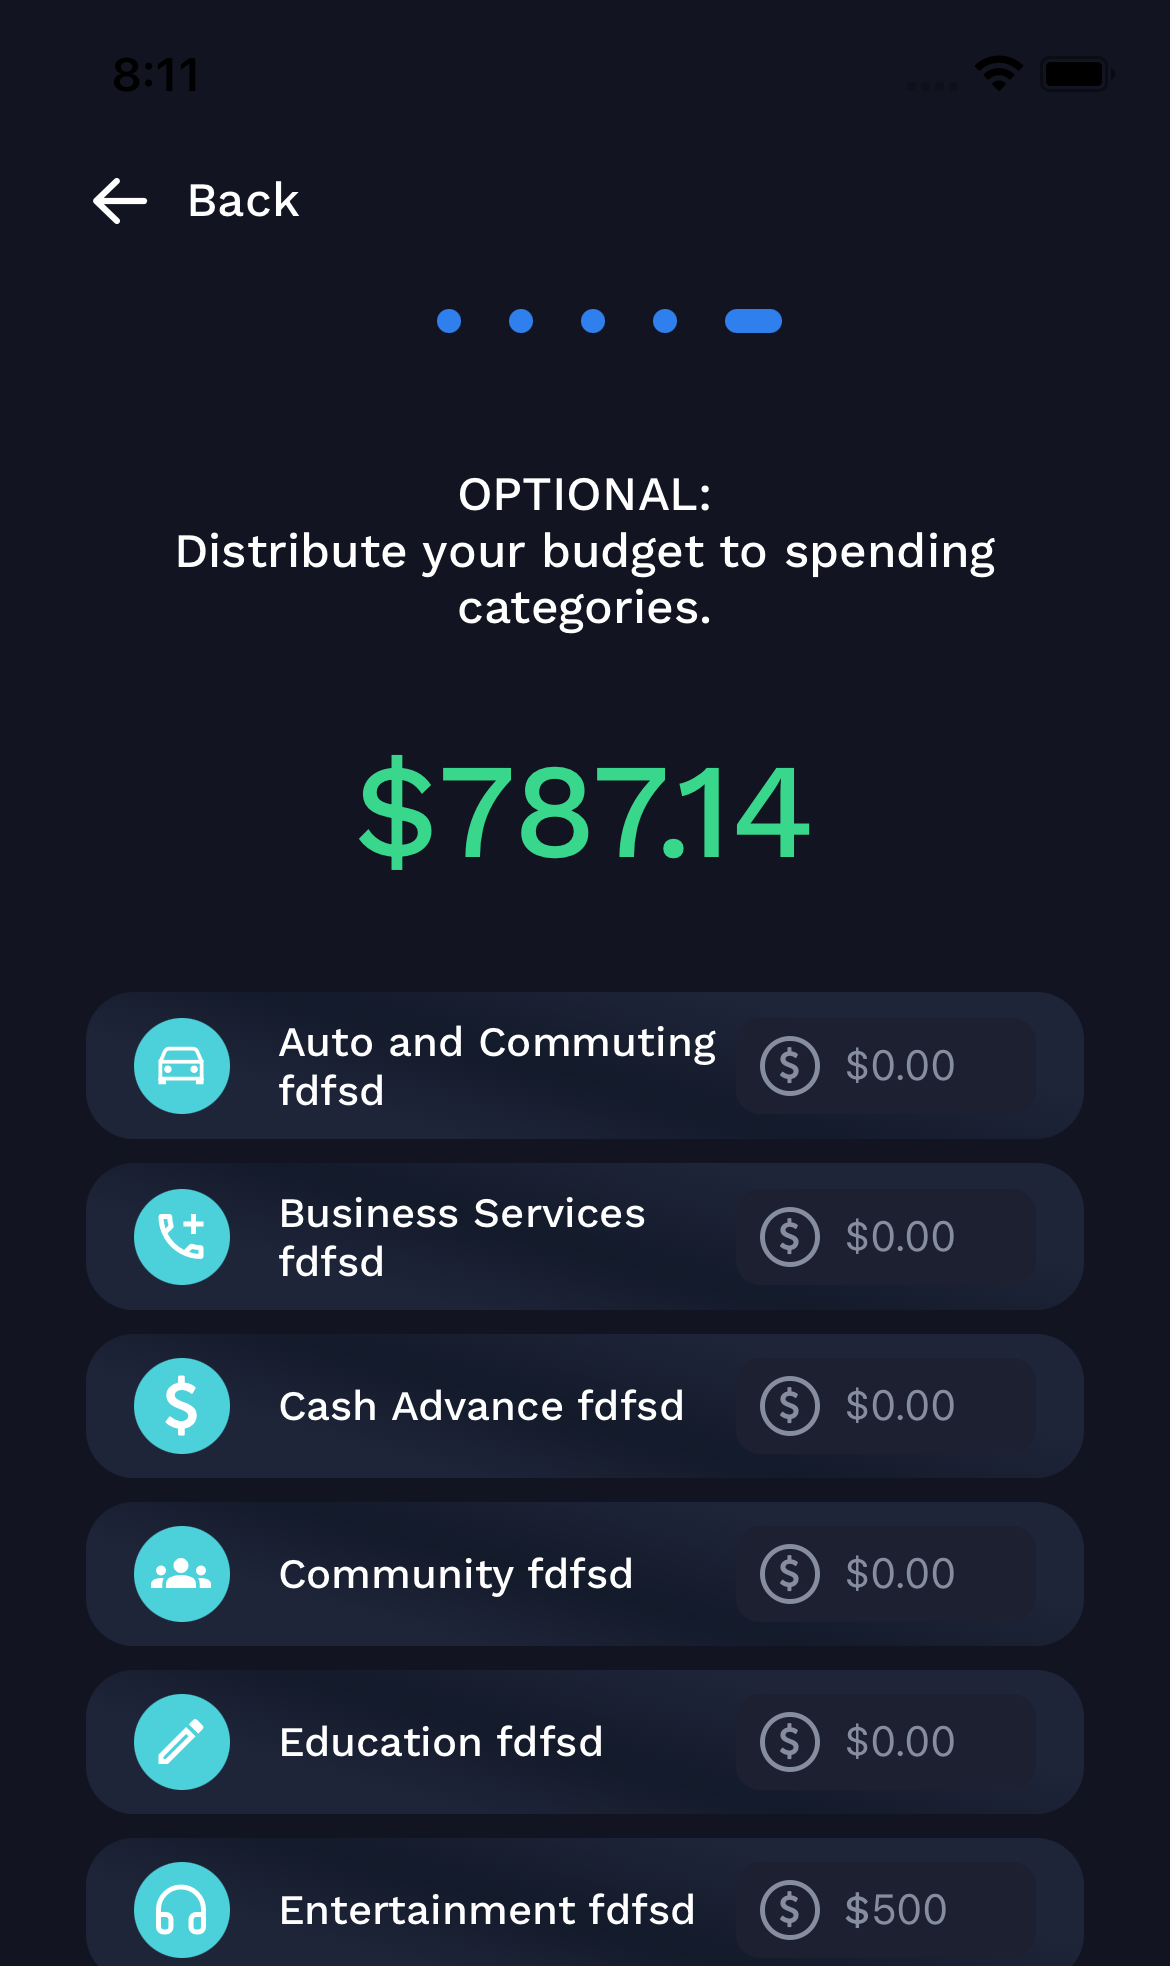 8:11
Back
OPTIONAL:
Distribute your budget to spending
categories.
$787.14
Auto and Commuting
fdfsd
$0.00
Business Services
fdfsd
$0.00
Cash Advance fdfsd
$0.00
Community fdfsd
$0.00
Education fdfsd
$0.00
Entertainment fdfsd
$500